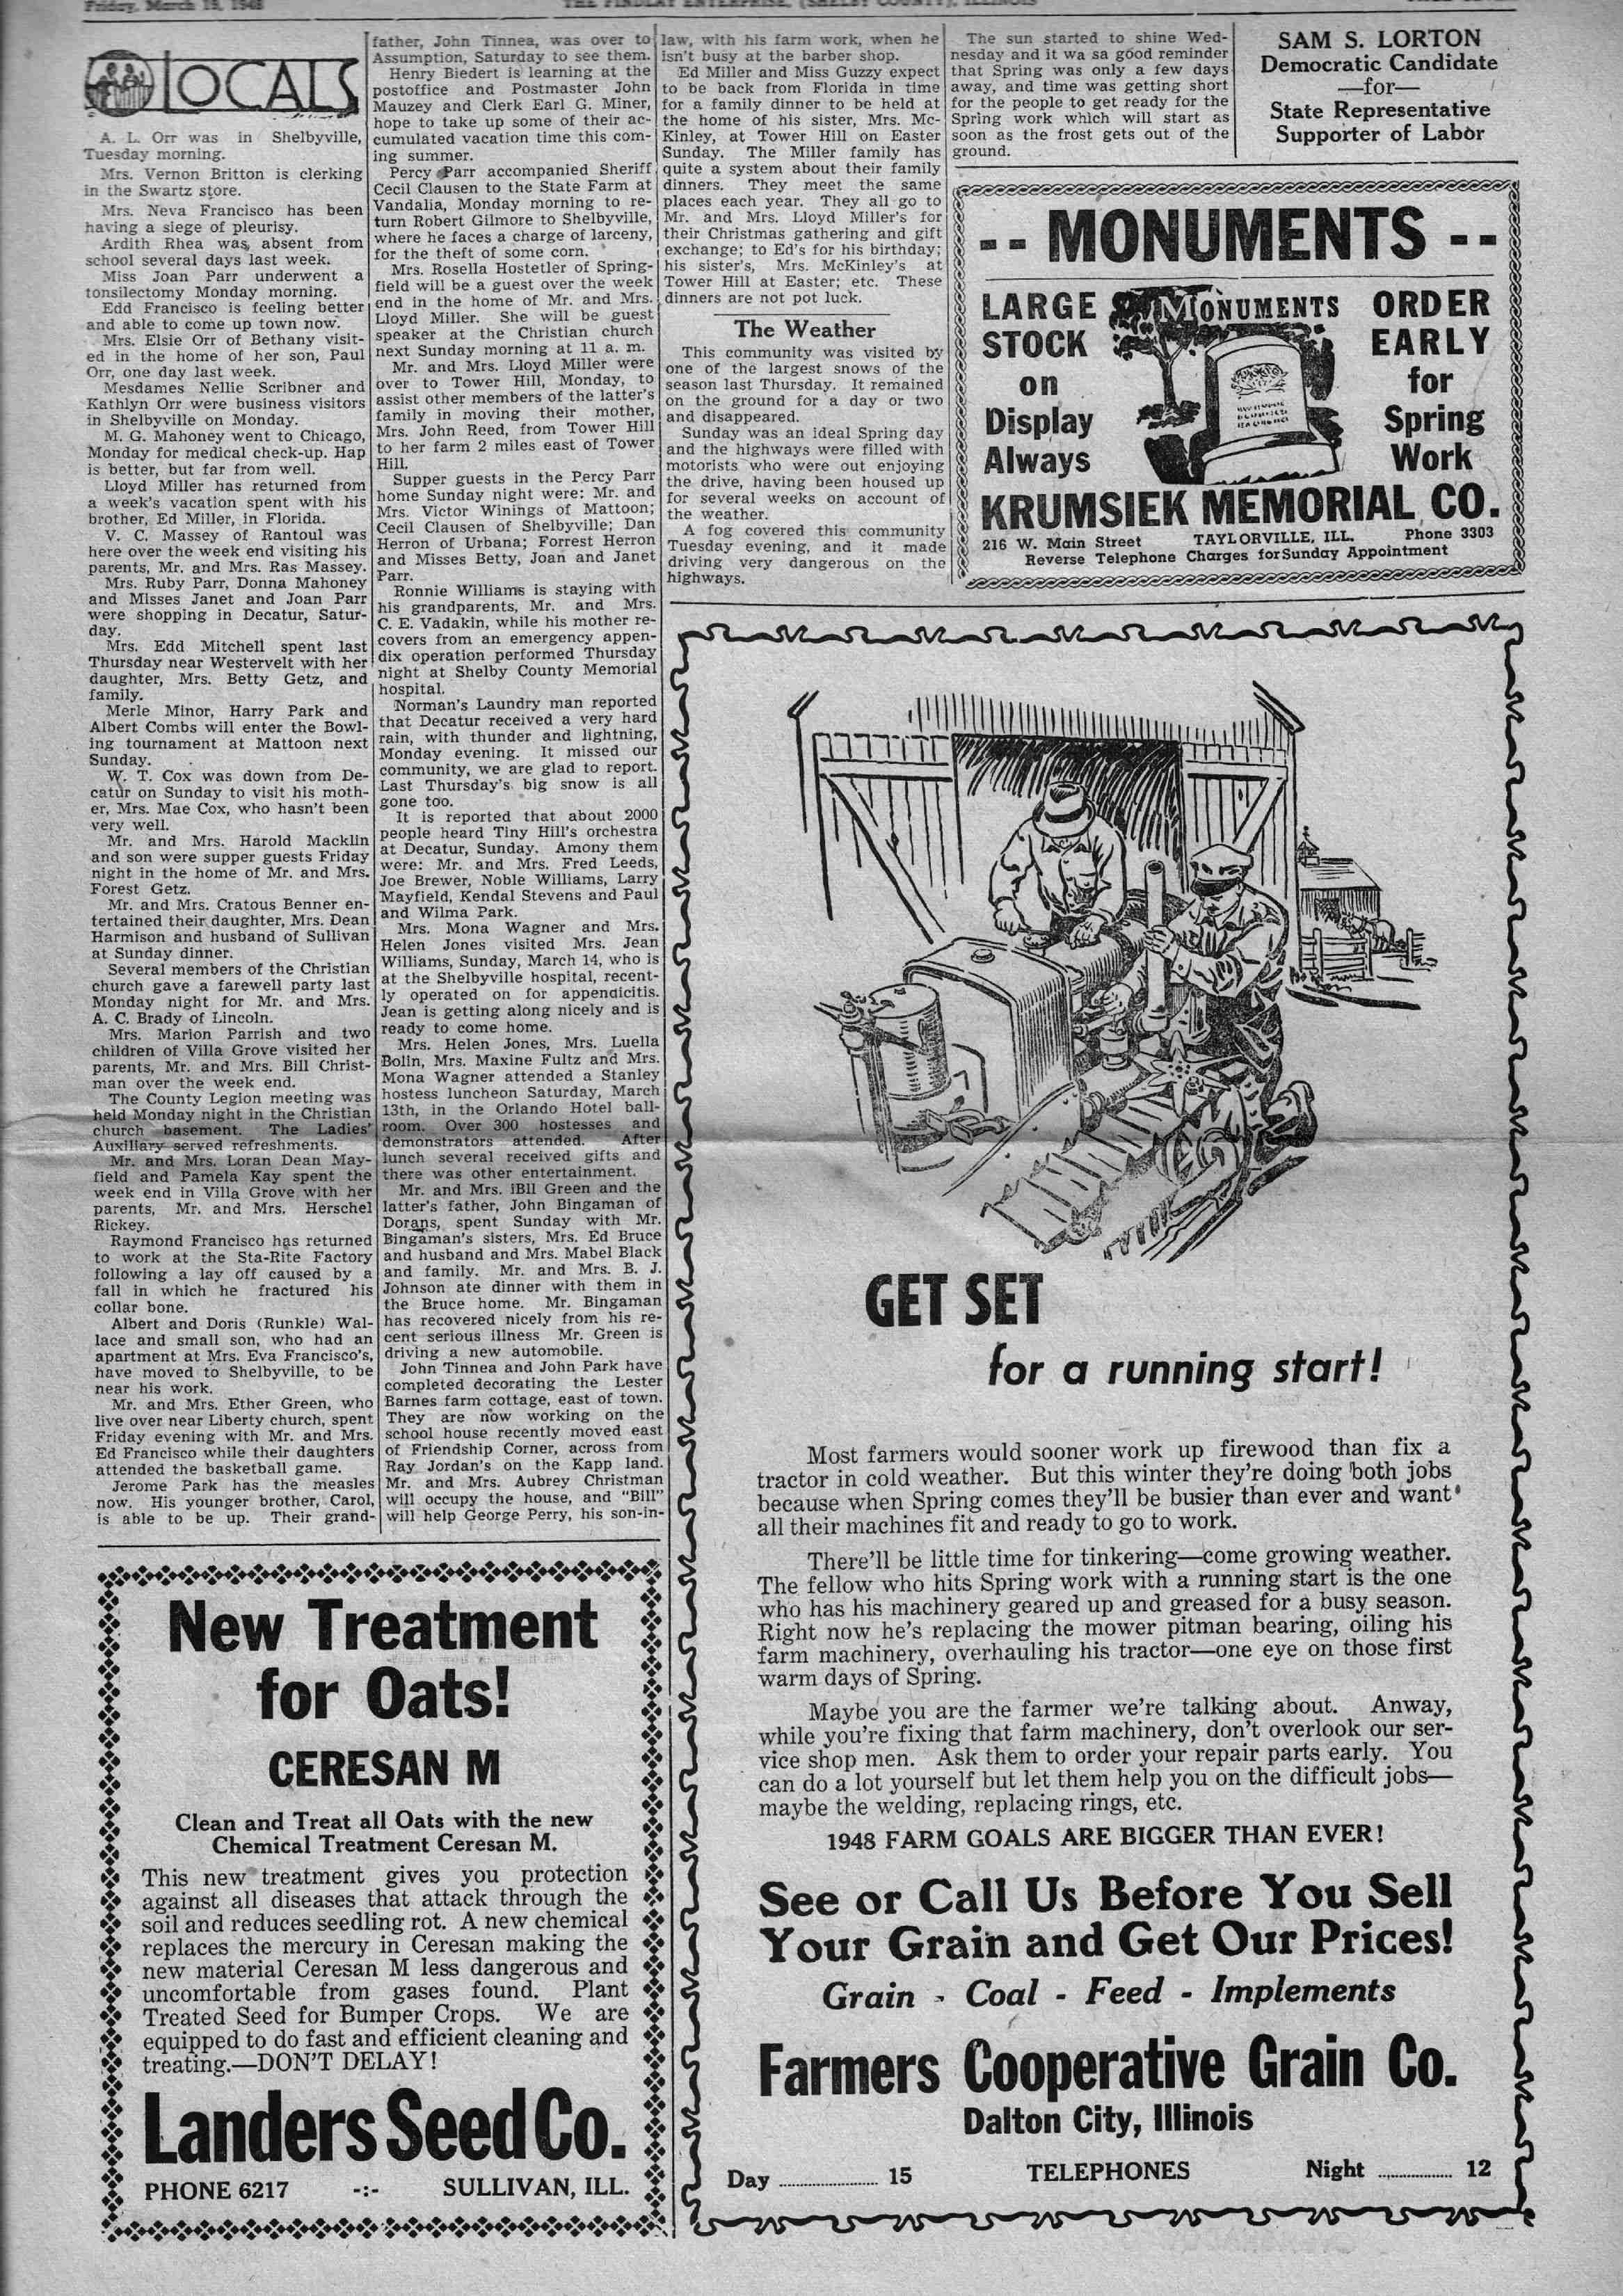 Friday, March 19, 1948
THE FINDLAY ENTERPRISE, (SHELBY COUNTY), ILLINOIS
LOCALS
A. L. Orr was in Shelbyville,
Tuesday morning.
Mrs. Vernon Britton is clerking
in the Swartz store.
Mrs. Neva Francisco has been
having a siege of pleurisy.
Ardith Rhea was absent from
school several days last week.
Miss Joan Parr underwent a
tonsilectomy Monday morning.
Edd Francisco is feeling better
and able to come up town now.
Mrs. Elsie Orr of Bethany visit-
ed in the home of her son, Paul
Orr, one day last week.
Mesdames Nellie Scribner and
Kathlyn Orr were business visitors
in Shelbyville on Monday.
M. G. Mahoney went to Chicago,
Monday for medical check-up. Hap
is better, but far from well.
Lloyd Miller has returned from
a week's vacation spent with his
brother, Ed Miller, in Florida.
V. C. Massey of Rantoul was
here over the week end visiting his
parents, Mr. and Mrs. Ras Massey.
Mrs. Ruby Parr, Donna Mahoney
and Misses Janet and Joan Parr
were shopping in Decatur, Satur-
day.
Mrs. Edd Mitchell spent last
Thursday near Westervelt with her
daughter, Mrs. Betty Getz, and
family.
Merle Minor, Harry Park and
Albert Combs will enter the Bowl-
ing tournament at Mattoon next
Sunday.
W. T. Cox was down from De-
catur on Sunday to visit his moth-
er, Mrs. Mae Cox, who hasn't been
very well.
Mr. and Mrs. Harold Macklin
and son were supper guests Friday
night in the home of Mr. and Mrs.
Forest Getz.
Mr. and Mrs. Cratous Benner en-
tertained their daughter, Mrs. Dean
Harmison and husband of Sullivan
at Sunday dinner.
Several members of the Christian
church gave a farewell party last
Monday night for Mr. and Mrs.
A. C. Brady of Lincoln.
Mrs. Marion Parrish and two
children of Villa Grove visited her
parents, Mr. and Mrs. Bill Christ-
man over the week end.
The County Legion meeting was
held Monday night in the Christian
church basement. The Ladies'
Auxiliary served refreshments.
Mr. and Mrs. Loran Dean May-
field and Pamela Kay spent the
week end in Villa Grove with her
parents, Mr. and Mrs. Herschel
Rickey.
Raymond Francisco has returned
to work at the Sta-Rite Factory
following a lay off caused by a
fall in which he fractured his
collar bone.
Albert and Doris (Runkle) Wal-
lace and small son, who had an
apartment at Mrs. Eva Francisco's,
have moved to Shelbyville, to be
near his work.
Mr. and Mrs. Ether Green, who
live over near Liberty church, spent
Friday evening with Mr. and Mrs.
Ed Francisco while their daughters
attended the basketball game.
Jerome Park has the measles
now. His younger brother, Carol,
is able to be up. Their grand-
father, John Tinnea, was over to
Assumption, Saturday to see them.
Henry Biedert is learning at the
postoffice and Postmaster John
Mauzey and Clerk Earl G. Miner,
hope to take up some of their ac-
cumulated vacation time this com-
ing summer.
Percy Parr accompanied Sheriff
Cecil Clausen to the State Farm at
Vandalia, Monday morning to re-
turn Robert Gilmore to Shelbyville,
where he faces a charge of larceny,
for the theft of some corn.
Mrs. Rosella Hostetler of Spring-
field will be a guest over the week
end in the home of Mr. and Mrs.
Lloyd Miller. She will be guest
speaker at the Christian church
next Sunday morning at 11 a. m.
Mr. and Mrs. Lloyd Miller were
over to Tower Hill, Monday, to
assist other members of the latter's
family in moving their mother,
Mrs. John Reed, from Tower Hill
to her farm 2 miles east of Tower
Hill.
Supper guests in the Percy Parr
home Sunday night were: Mr. and
Mrs. Victor Winings of Mattoon;
Cecil Clausen of Shelbyville; Dan
Herron of Urbana; Forrest Herron
and Misses Betty, Joan and Janet
Parr.
Ronnie Williams is staying with
his grandparents, Mr. and Mrs.
C. E. Vadakin, while his mother re-
covers from an emergency appen-
dix operation performed Thursday
night at Shelby County Memorial
hospital.
Norman's Laundry man reported
that Decatur received a very hard
rain, with thunder and lightning,
Monday evening. It missed our
community, we are glad to report.
Last Thursday's big snow is all
gone too.
It is reported that about 2000
people heard Tiny Hill's orchestra
at Decatur, Sunday. Amony them
were: Mr. and Mrs. Fred Leeds,
Joe Brewer, Noble Williams, Larry
Mayfield, Kendal Stevens and Paul
and Wilma Park.
Mrs. Mona Wagner and Mrs.
Helen Jones visited Mrs. Jean
Williams, Sunday, March 14, who is
at the Shelbyville hospital, recent-
ly operated on for appendicitis.
Jean is getting along nicely and is
ready to come home.
Mrs. Helen Jones, Mrs. Luella
Bolin, Mrs. Maxine Fultz and Mrs.
Mona Wagner attended a Stanley
hostess luncheon Saturday, March
13th, in the Orlando Hotel ball-
room. Over 300 hostesses and
demonstrators attended. After
lunch several received gifts and
there was other entertainment.
Mr. and Mrs. iBll Green and the
latter's father, John Bingaman of
Dorans, spent Sunday with Mr.
Bingaman's sisters, Mrs. Ed Bruce
and husband and Mrs. Mabel Black
and family. Mr. and Mrs. B. J.
Johnson ate dinner with them in
the Bruce home. Mr. Bingaman
has recovered nicely from his re-
cent serious illness Mr. Green is
driving a new automobile.
John Tinnea and John Park have
completed decorating the Lester
Barnes farm cottage, east of town.
They are now working on the
school house recently moved east
of Friendship Corner, across from
Ray Jordan's on the Kapp land.
Mr. and Mrs. Aubrey Christman
will occupy the house, and "Bill"
will help George Perry, his son-in-
law, with his farm work, when he
isn't busy at the barber shop.
Ed Miller and Miss Guzzy expect
to be back from Florida in time
for a family dinner to be held at
the home of his sister, Mrs. Mc-
Kinley, at Tower Hill on Easter
Sunday. The Miller family has
quite a system about their family
dinners. They meet the same
places each year. They all go to
Mr. and Mrs. Lloyd Miller's for
their Christmas gathering and gift
exchange; to Ed's for his birthday;
his sister's, Mrs. McKinley's at
Tower Hill at Easter; etc. These
dinners are not pot luck.
The Weather
This community was visited by
one of the largest snows of the
season last Thursday. It remained
on the ground for a day or two
and disappeared.
Sunday was an ideal Spring day
and the highways were filled with
motorists who were out enjoying
the drive, having been housed up
for several weeks on account of
the weather.
A fog covered this community
Tuesday evening, and it made
driving very dangerous on the
highways.
The sun started to shine Wed-
nesday and it wa sa good reminder
that Spring was only a few days
away, and time was getting short
for the people to get ready for the
Spring work which will start as
soon as the frost gets out of the
ground.
SAM S. LORTON
Democratic Candidate
—for—
State Representative
Supporter of Labor
-- MONUMENTS --
LARGE
STOCK
on
Display
Always
MONUMENTS
ORDER
EARLY
for
Spring
Work
KRUMSIEK MEMORIAL CO.
216 W. Main Street TAYLORVILLE, ILL. Phone 3303
Reverse Telephone Charges for Sunday Appointment
GET SET
for a running start!
Most farmers would sooner work up firewood than fix a
tractor in cold weather. But this winter they're doing both jobs
because when Spring comes they'll be busier than ever and want
all their machines fit and ready to go to work.
There'll be little time for tinkering—come growing weather.
The fellow who hits Spring work with a running start is the one
who has his machinery geared up and greased for a busy season.
Right now he's replacing the mower pitman bearing, oiling his
farm machinery, overhauling his tractor—one eye on those first
warm days of Spring.
Maybe you are the farmer we're talking about. Anway,
while you're fixing that farm machinery, don't overlook our ser-
vice shop men. Ask them to order your repair parts early. You
can do a lot yourself but let them help you on the difficult jobs—
maybe the welding, replacing rings, etc.
1948 FARM GOALS ARE BIGGER THAN EVER!
See or Call Us Before You Sell
Your Grain and Get Our Prices!
Grain - Coal - Feed - Implements
Farmers Cooperative Grain Co.
Dalton City, Illinois
Day ........................ 15 TELEPHONES Night .................. 12
New Treatment
for Oats!
CERESAN M
Clean and Treat all Oats with the new
Chemical Treatment Ceresan M.
This new treatment gives you protection
against all diseases that attack through the
soil and reduces seedling rot. A new chemical
replaces the mercury in Ceresan making the
new material Ceresan M less dangerous and
uncomfortable from gases found. Plant
Treated Seed for Bumper Crops. We are
equipped to do fast and efficient cleaning and
treating.—DON'T DELAY!
Landers Seed Co.
PHONE 6217 -:- SULLIVAN, ILL.